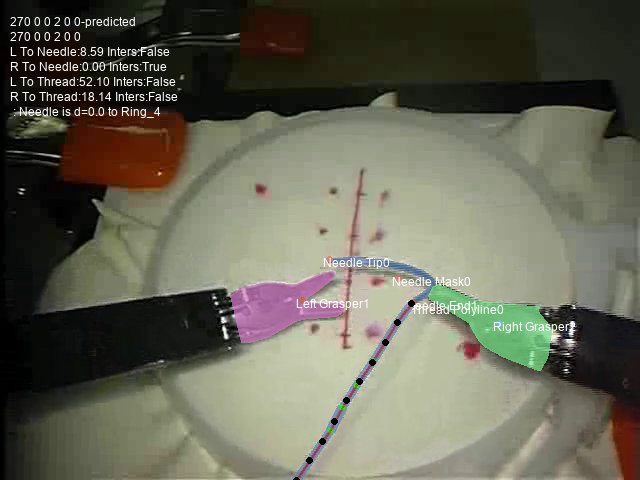 270 0 0 2 0 0-predicted
270 0 0 2 0 0
L To Needle:8.59 Inters:False
R To Needle:0.00 Inters:True
L To Thread:52.10 Inters:False
R To Thread:18.14 Inters:False
: Needle is d=0.0 to Ring_4
Needle Tip0
Needle Mask0
Left Grasper1
Thread Polyline0
Right Grasper